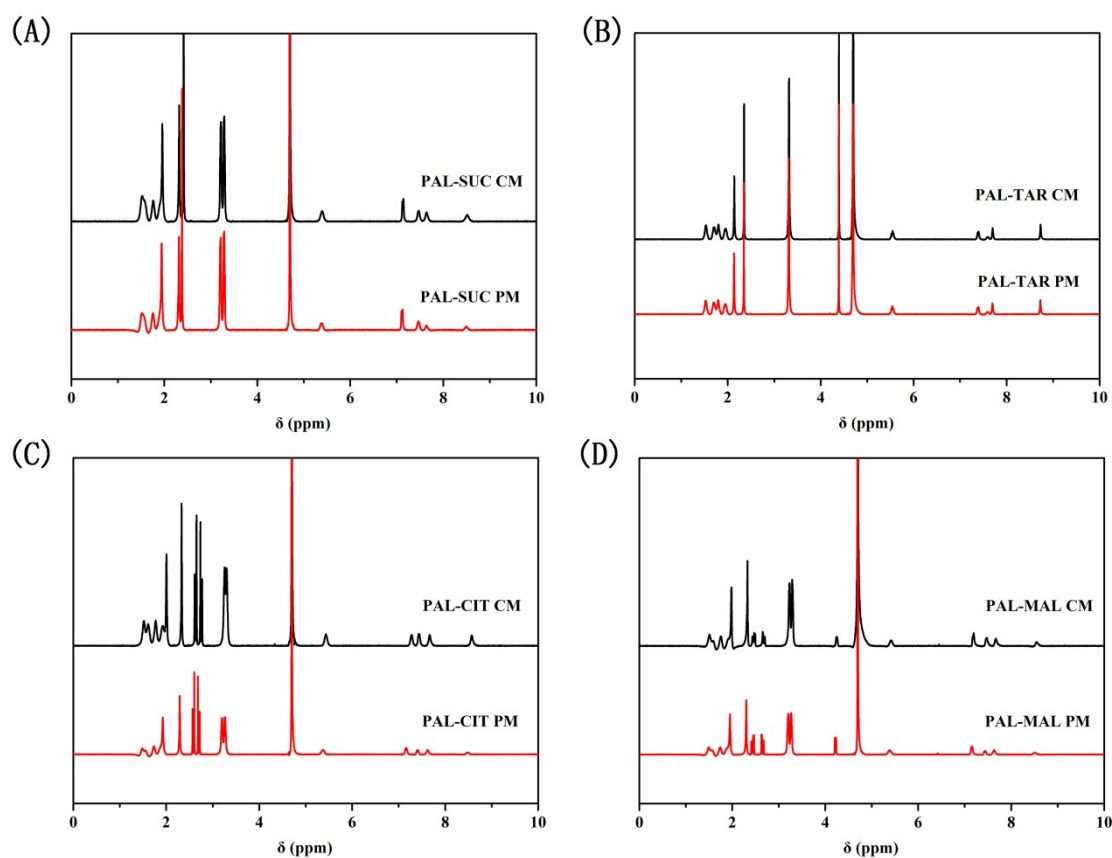 (A)
PAL-SUC CM
PAL-SUC PM
0 2 4 6 8 10
δ (ppm)
(B)
PAL-TAR CM
PAL-TAR PM
0 2 4 6 8 10
δ (ppm)
(C)
PAL-CIT CM
PAL-CIT PM
0 2 4 6 8 10
δ (ppm)
(D)
PAL-MAL CM
PAL-MAL PM
0 2 4 6 8 10
δ (ppm)